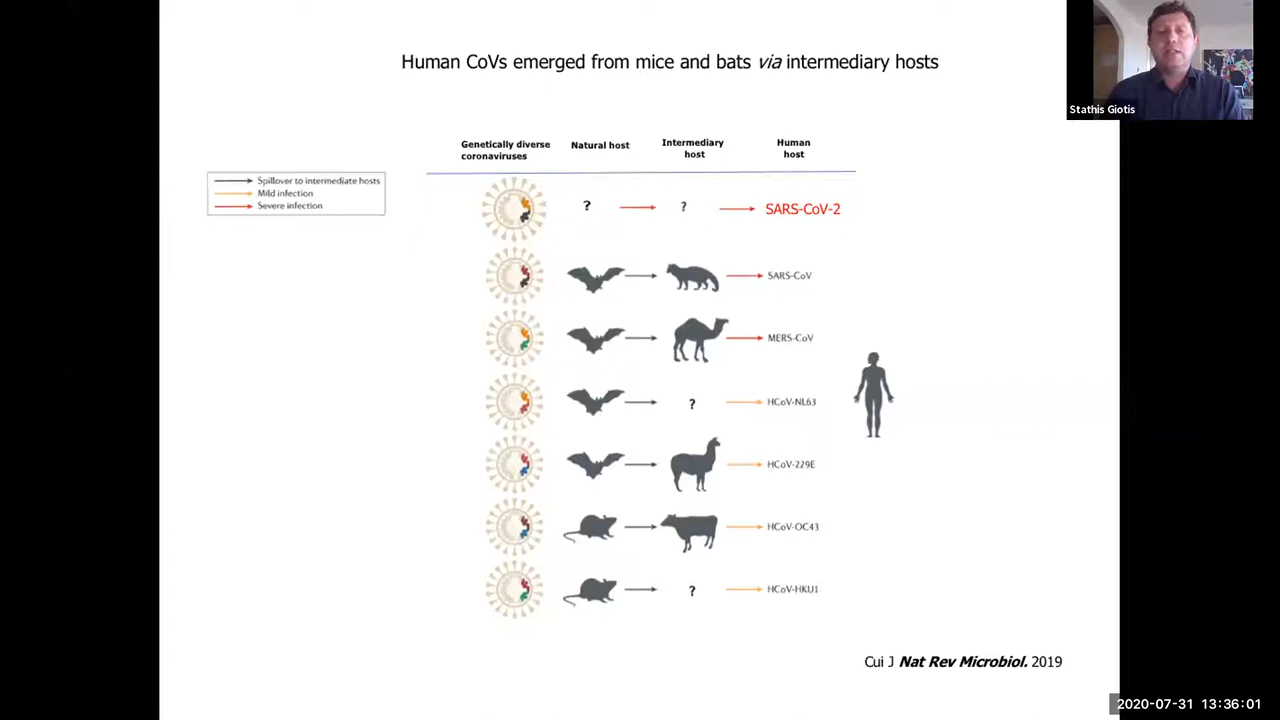 Human CoVs emerged from mice and bats via intermediary hosts
Stathis Giotis
Genetically diverse
coronaviruses
Natural host
Intermediary
host
Human
host
Spillover to intermediate hosts
Mild infection
Severe infection
? ? SARS-CoV-2
SARS-CoV
MERS-CoV
? HCoV-NL63
HCoV-229E
HCoV-OC43
? HCoV-HKU1
Cui J Nat Rev Microbiol. 2019
2020-07-31 13:36:01